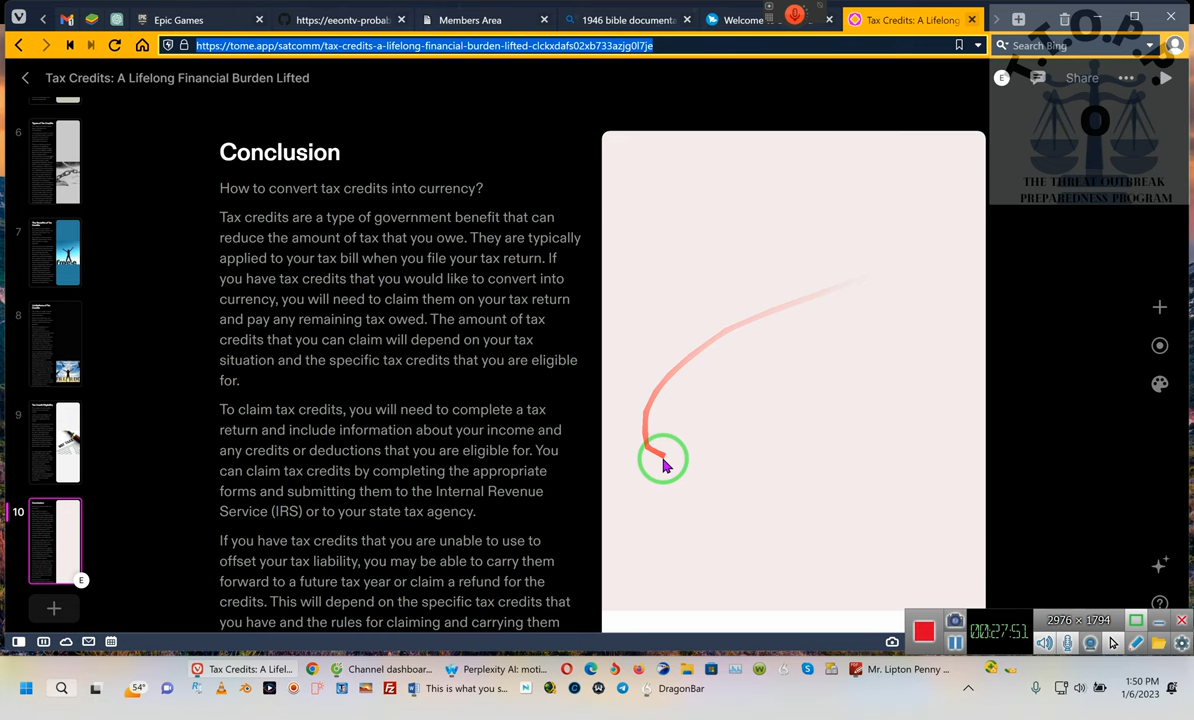 Epic Games
https://eeontv-probab
Members Area
1946 bible documenta
Welcome
Tax Credits: A Lifelong
https://tome.app/satcomm/tax-credits-a-lifelong-financial-burden-lifted-clckxdafs02xb733azjg0l7je
Search Bing
Tax Credits: A Lifelong Financial Burden Lifted
E
Share
T.T.O.P.P.
O
THE THREAT OUTBREAK
PREPAREDNESS PROGRAM
6
7
8
9
10
E
Conclusion
How to convert tax credits into currency?
Tax credits are a type of government benefit that can
reduce the amount of tax that you owe. They are typically
applied to your tax bill when you file your tax return. If
you have tax credits that you would like to convert into
currency, you will need to claim them on your tax return
and pay any remaining tax owed. The amount of tax
credits that you can claim will depend on your tax
situation and the specific tax credits that you are eligible
for.
To claim tax credits, you will need to complete a tax
return and include information about your income and
any credits or deductions that you are eligible for. You
can claim tax credits by completing the appropriate
forms and submitting them to the Internal Revenue
Service (IRS) or to your state tax agency.
If you have tax credits that you are unable to use to
offset your tax liability, you may be able to carry them
forward to a future tax year or claim a refund for the
credits. This will depend on the specific tax credits that
you have and the rules for claiming and carrying them
00:27:51
2976 × 1794
Tax Credits: A Lifel...
Channel dashboar...
Perplexity AI: moti...
Mr. Lipton Penny ...
54°
This is what you s...
DragonBar
1:50 PM
1/6/2023